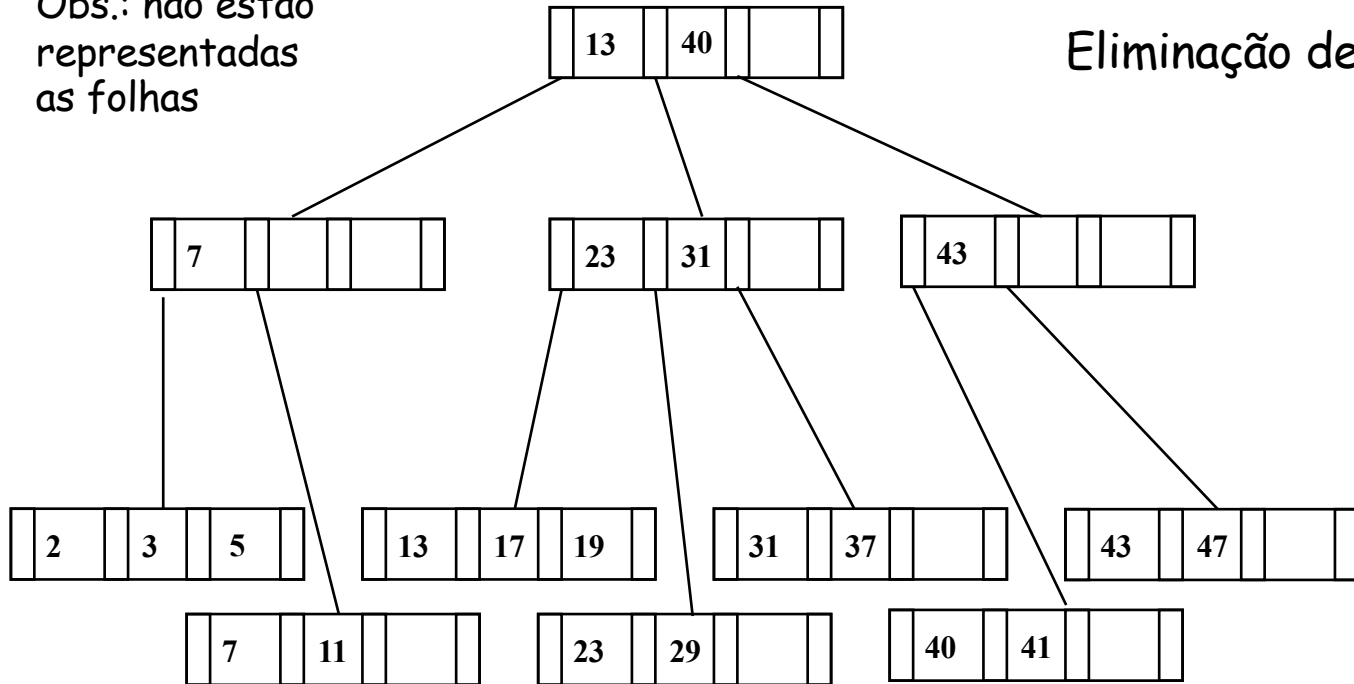 Obs.: não estão
representadas
as folhas
Eliminação de
13 40
7
23 31
43
2 3 5
13 17 19
31 37
43 47
7 11
23 29
40 41